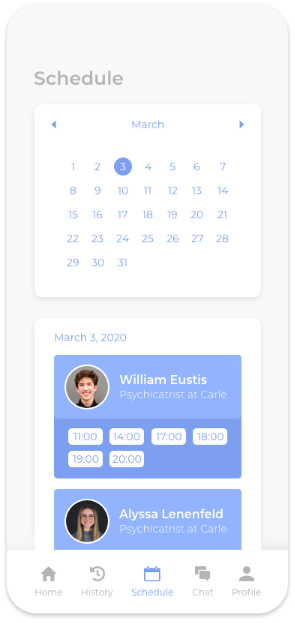 Schedule
March
1 2 3 4 5 6 7
8 9 10 11 12 13 14
15 16 17 18 19 20 21
22 23 24 25 26 27 28
29 30 31
March 3, 2020
William Eustis
Psychicatrist at Carle
11:00 14:00 17:00 18:00
19:00 20:00
Alyssa Lenenfeld
Psychicatrist at Carle
Home History Schedule Chat Profile